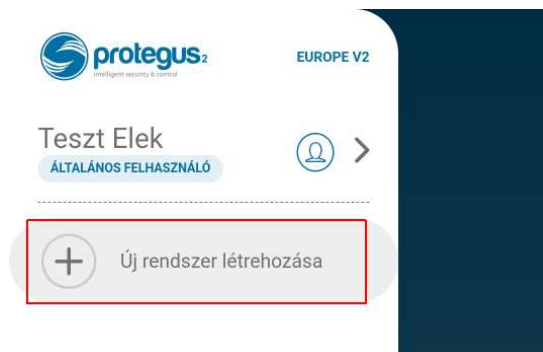 protegus2
intelligent security & control
EUROPE V2
Teszt Elek
ÁLTALÁNOS FELHASZNÁLÓ
Új rendszer létrehozása